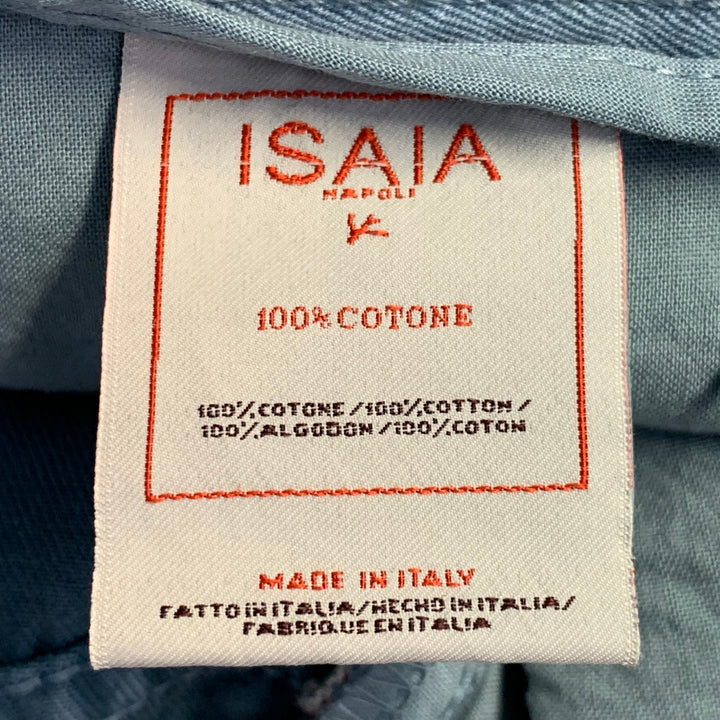 ISAIA
NAPOLI
100% COTONE
100% COTONE/100% COTTON/
100% ALGODON/100% COTON
MADE IN ITALY
FATTO IN ITALIA/HECHO IN ITALIA/
FABRIQUE EN ITALIA